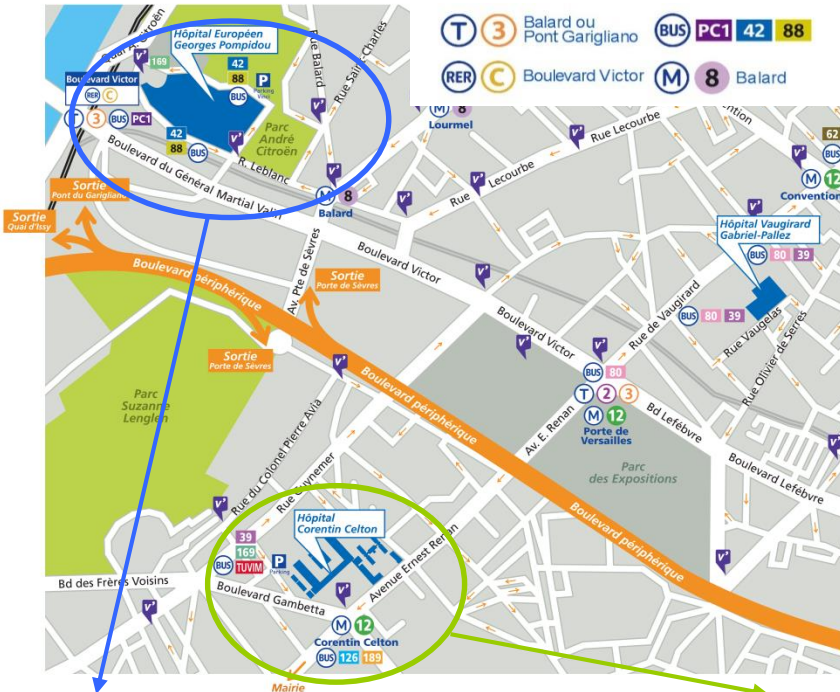 T 3 Balard ou
Pont Garigliano
BUS PC1 42 88
RER C Boulevard Victor
M 8 Balard
Quai A. Citroën
Hôpital Européen
Georges Pompidou
169
42
88
BUS
P
Parking
Rue Balard
Rue Saint-Charles
Boulevard Victor
RER C
T 3 BUS PC1
42
88 BUS
Parc
André
Citroën
R. Leblanc
Boulevard du Général Martial Valin
M 8
Balard
M 8
Lourmel
Rue Lecourbe
Rue Lecourbe
62
BUS
M 12
Convention
Sortie
Pont du Garigliano
Sortie
Quai d'Issy
Boulevard périphérique
Av. Pte de Sèvres
Sortie
Porte de Sèvres
Boulevard Victor
Hôpital Vaugirard
Gabriel-Pallez
BUS 80 39
BUS 80 39
Rue Vaugelas
Rue Olivier de Serres
Rue de Vaugirard
Boulevard Victor
Sortie
Porte de Sèvres
Boulevard périphérique
BUS 80
T 2 3
M 12
Porte de
Versailles
Bd Lefèbvre
Boulevard Lefébvre
Av. E. Renan
Parc
des Expositions
Parc
Suzanne
Lenglen
Rue du Colonel Pierre Avia
Rue Guynemer
Boulevard périphérique
Hôpital
Corentin Celton
39
169
BUS TUVIM
P
Parking
Avenue Ernest Renan
Bd des Frères Voisins
Boulevard Gambetta
M 12
Corentin Celton
BUS 126 189
Mairie